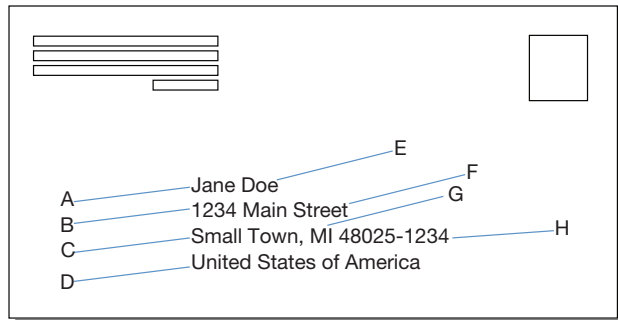 E
Jane Doe
F
A
1234 Main Street
G
B
Small Town, MI 48025-1234
H
C
United States of America
D